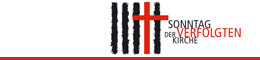 SONNTAG
DER VERFOLGTEN
KIRCHE